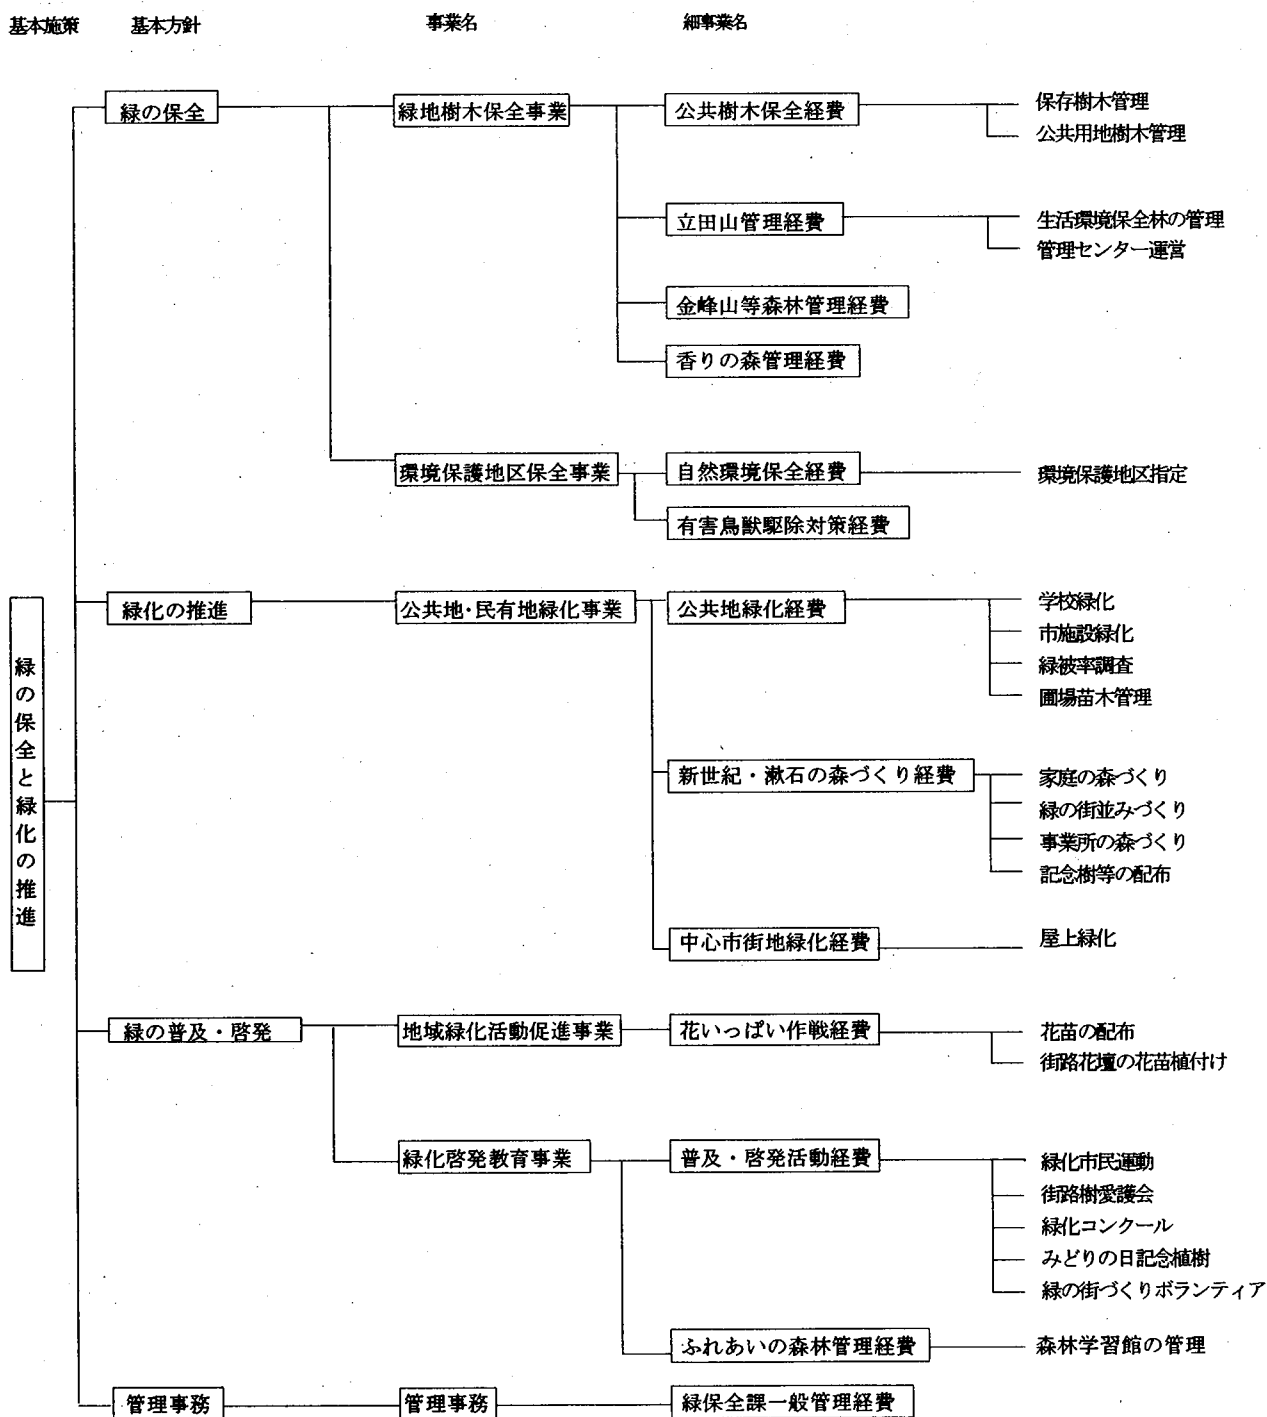 基本施策 基本方針 事業名 細事業名
緑の保全と緑化の推進
緑の保全 緑地樹木保全事業 公共樹木保全経費 保存樹木管理
公共用地樹木管理
立田山管理経費 生活環境保全林の管理
管理センター運営
金峰山等森林管理経費
香りの森管理経費
環境保護地区保全事業 自然環境保全経費 環境保護地区指定
有害鳥獣駆除対策経費
緑化の推進 公共地・民有地緑化事業 公共地緑化経費 学校緑化
市施設緑化
緑被率調査
圃場苗木管理
新世紀・漱石の森づくり経費 家庭の森づくり
緑の街並みづくり
事業所の森づくり
記念樹等の配布
中心市街地緑化経費 屋上緑化
緑の普及・啓発 地域緑化活動促進事業 花いっぱい作戦経費 花苗の配布
街路花壇の花苗植付け
緑化啓発教育事業 普及・啓発活動経費 緑化市民運動
街路樹愛護会
緑化コンクール
みどりの日記念植樹
緑の街づくりボランティア
ふれあいの森林管理経費 森林学習館の管理
管理事務 管理事務 緑保全課一般管理経費